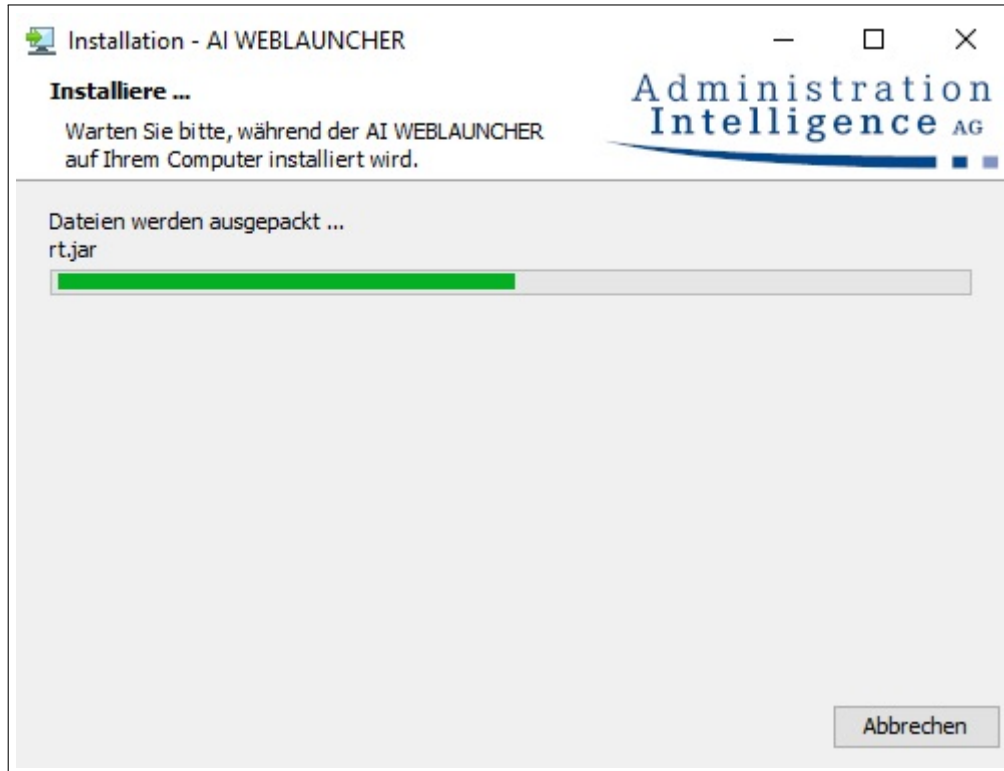 Installation - AI WEBLAUNCHER
Installiere ...
Warten Sie bitte, während der AI WEBLAUNCHER
auf Ihrem Computer installiert wird.
Administration
Intelligence AG
Dateien werden ausgepackt ...
rt.jar
Abbrechen